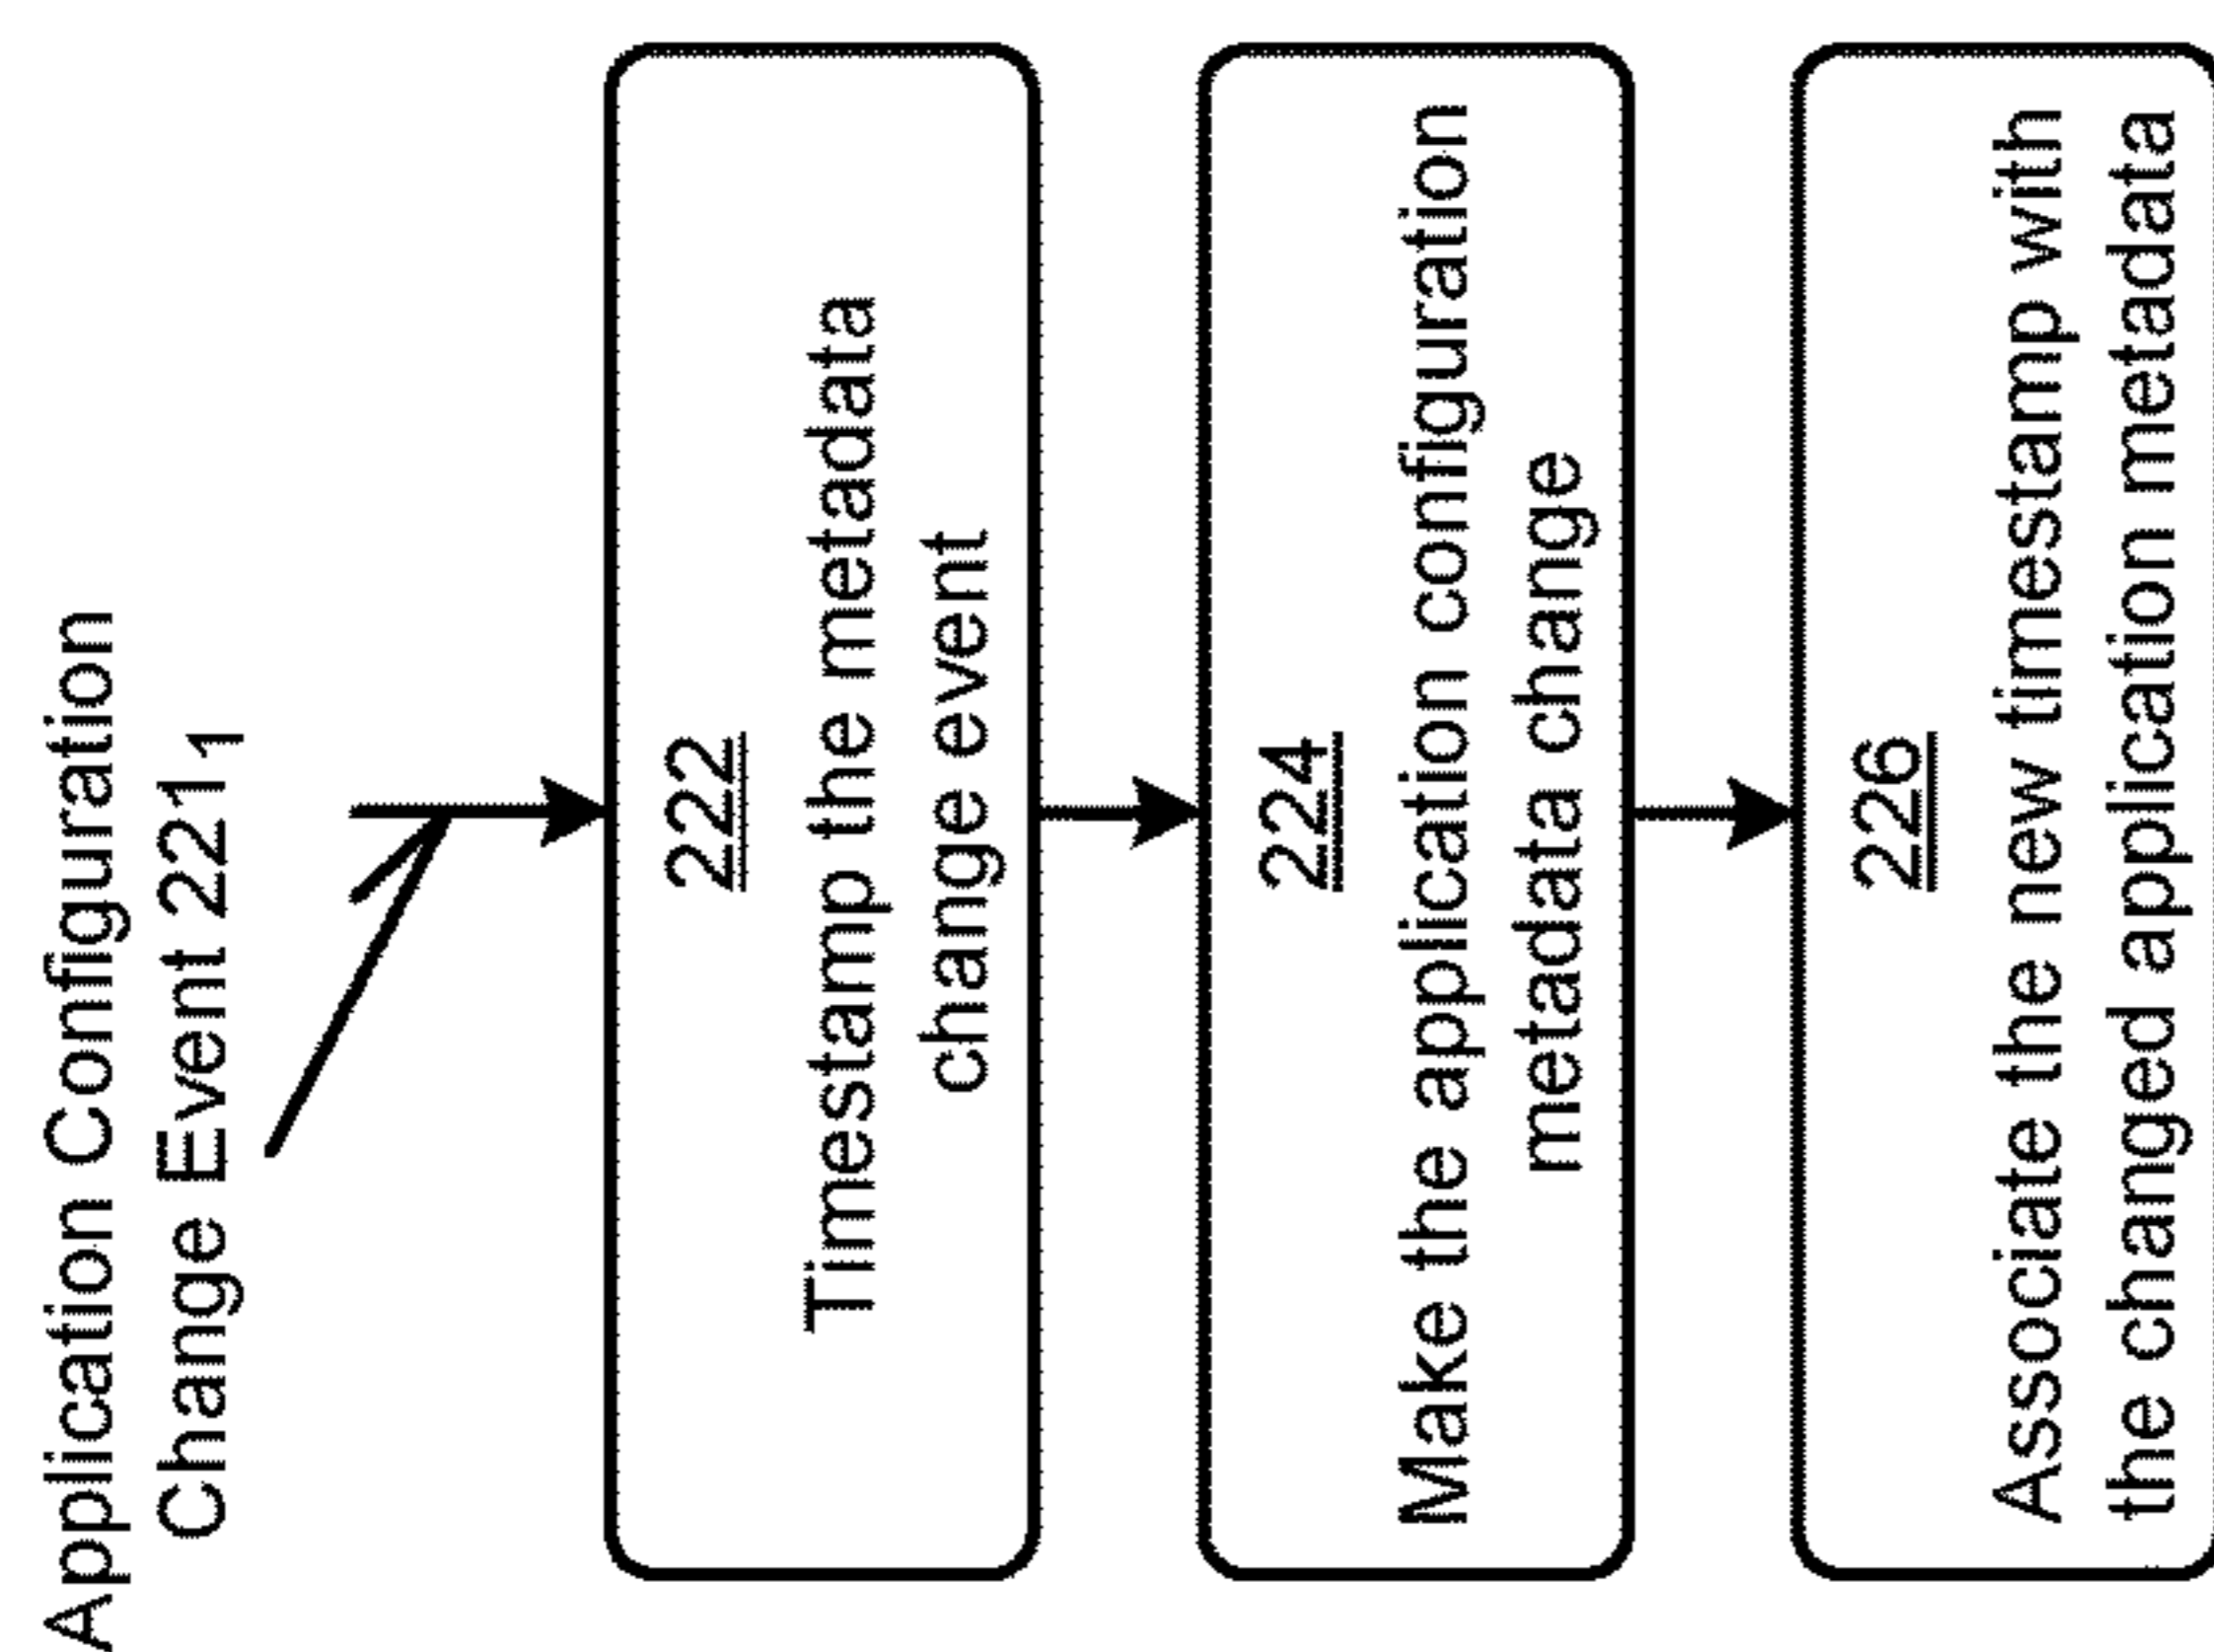 Application Configuration
Change Event 221₁
222
Timestamp the metadata
change event
224
Make the application configuration
metadata change
226
Associate the new timestamp with
the changed application metadata